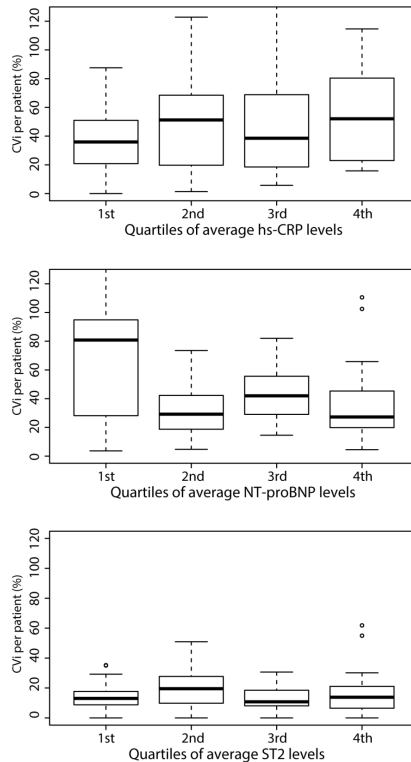 CVi per patient (%)
120
100
80
60
40
20
0
1st 2nd 3rd 4th
Quartiles of average hs-CRP levels
CVi per patient (%)
120
80
60
40
20
0
1st 2nd 3rd 4th
Quartiles of average NT-proBNP levels
CVi per patient (%)
120
80
60
40
20
0
1st 2nd 3rd 4th
Quartiles of average ST2 levels